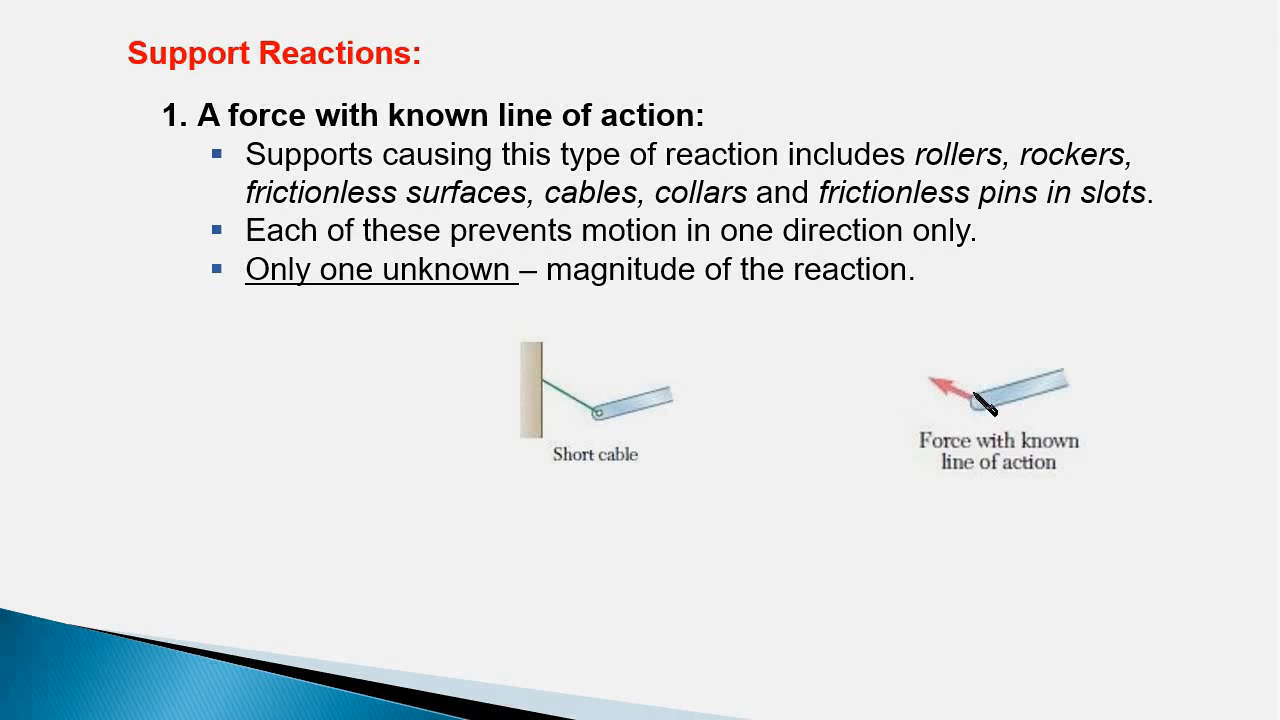 Support Reactions:
1. A force with known line of action:
▪ Supports causing this type of reaction includes rollers, rockers,
frictionless surfaces, cables, collars and frictionless pins in slots.
▪ Each of these prevents motion in one direction only.
▪ Only one unknown – magnitude of the reaction.
Short cable
Force with known
line of action